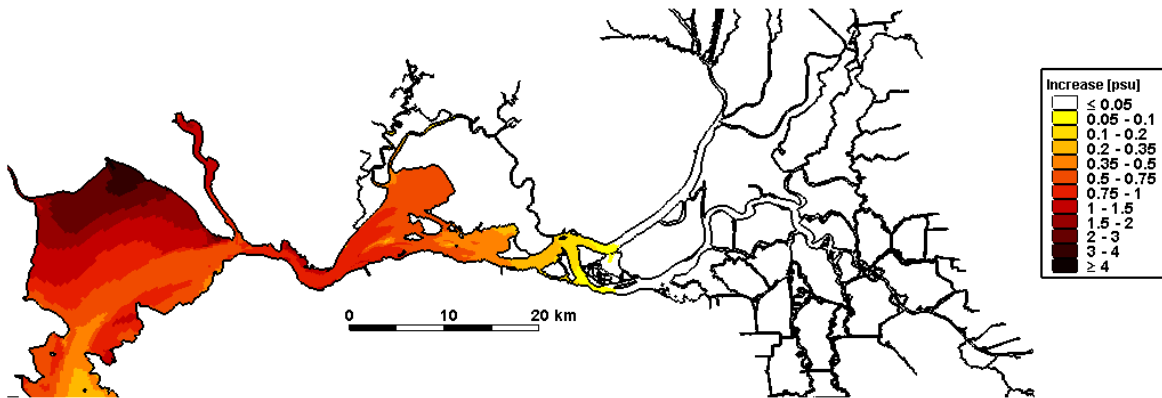 Increase [psu]
≤ 0.05
0.05 - 0.1
0.1 - 0.2
0.2 - 0.35
0.35 - 0.5
0.5 - 0.75
0.75 - 1
1 - 1.5
1.5 - 2
2 - 3
3 - 4
≥ 4
0 10 20 km